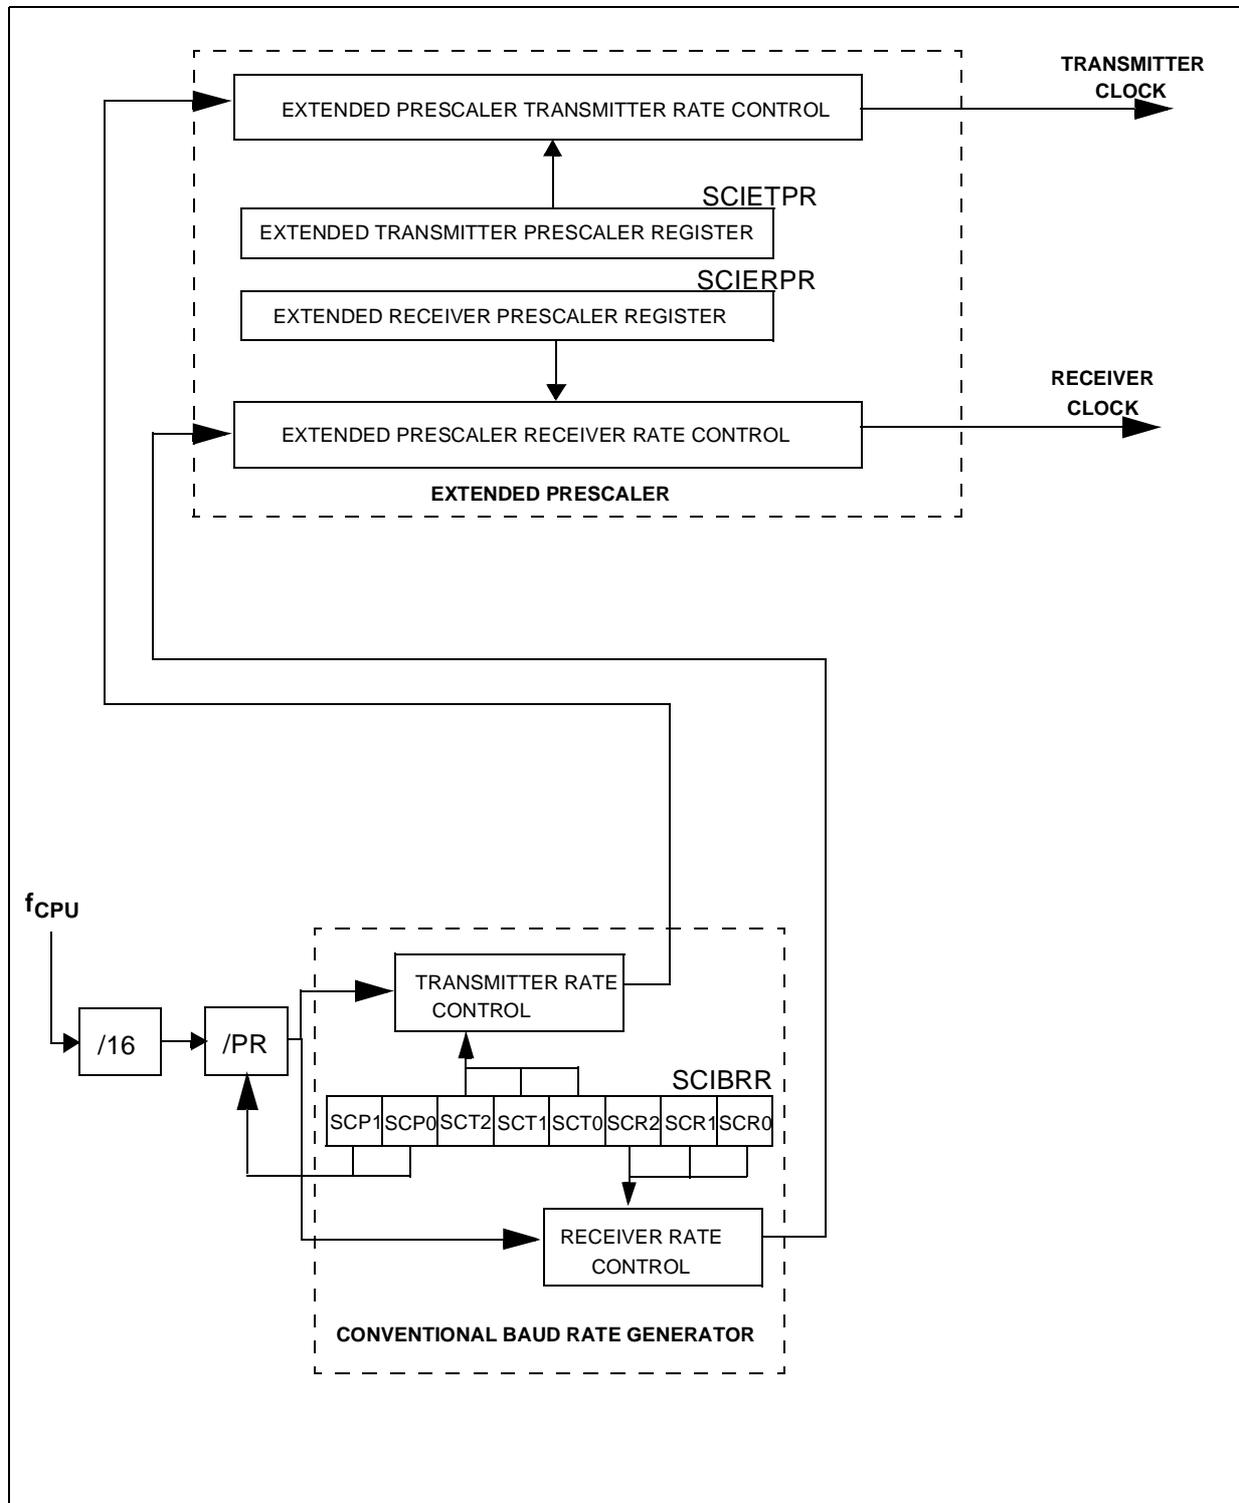 TRANSMITTER
CLOCK
EXTENDED PRESCALER TRANSMITTER RATE CONTROL
SCIETPR
EXTENDED TRANSMITTER PRESCALER REGISTER
SCIERPR
EXTENDED RECEIVER PRESCALER REGISTER
RECEIVER
CLOCK
EXTENDED PRESCALER RECEIVER RATE CONTROL
EXTENDED PRESCALER
fCPU
TRANSMITTER RATE
CONTROL
/16
/PR
SCIBRR
SCP1 SCP0 SCT2 SCT1 SCT0 SCR2 SCR1 SCR0
RECEIVER RATE
CONTROL
CONVENTIONAL BAUD RATE GENERATOR